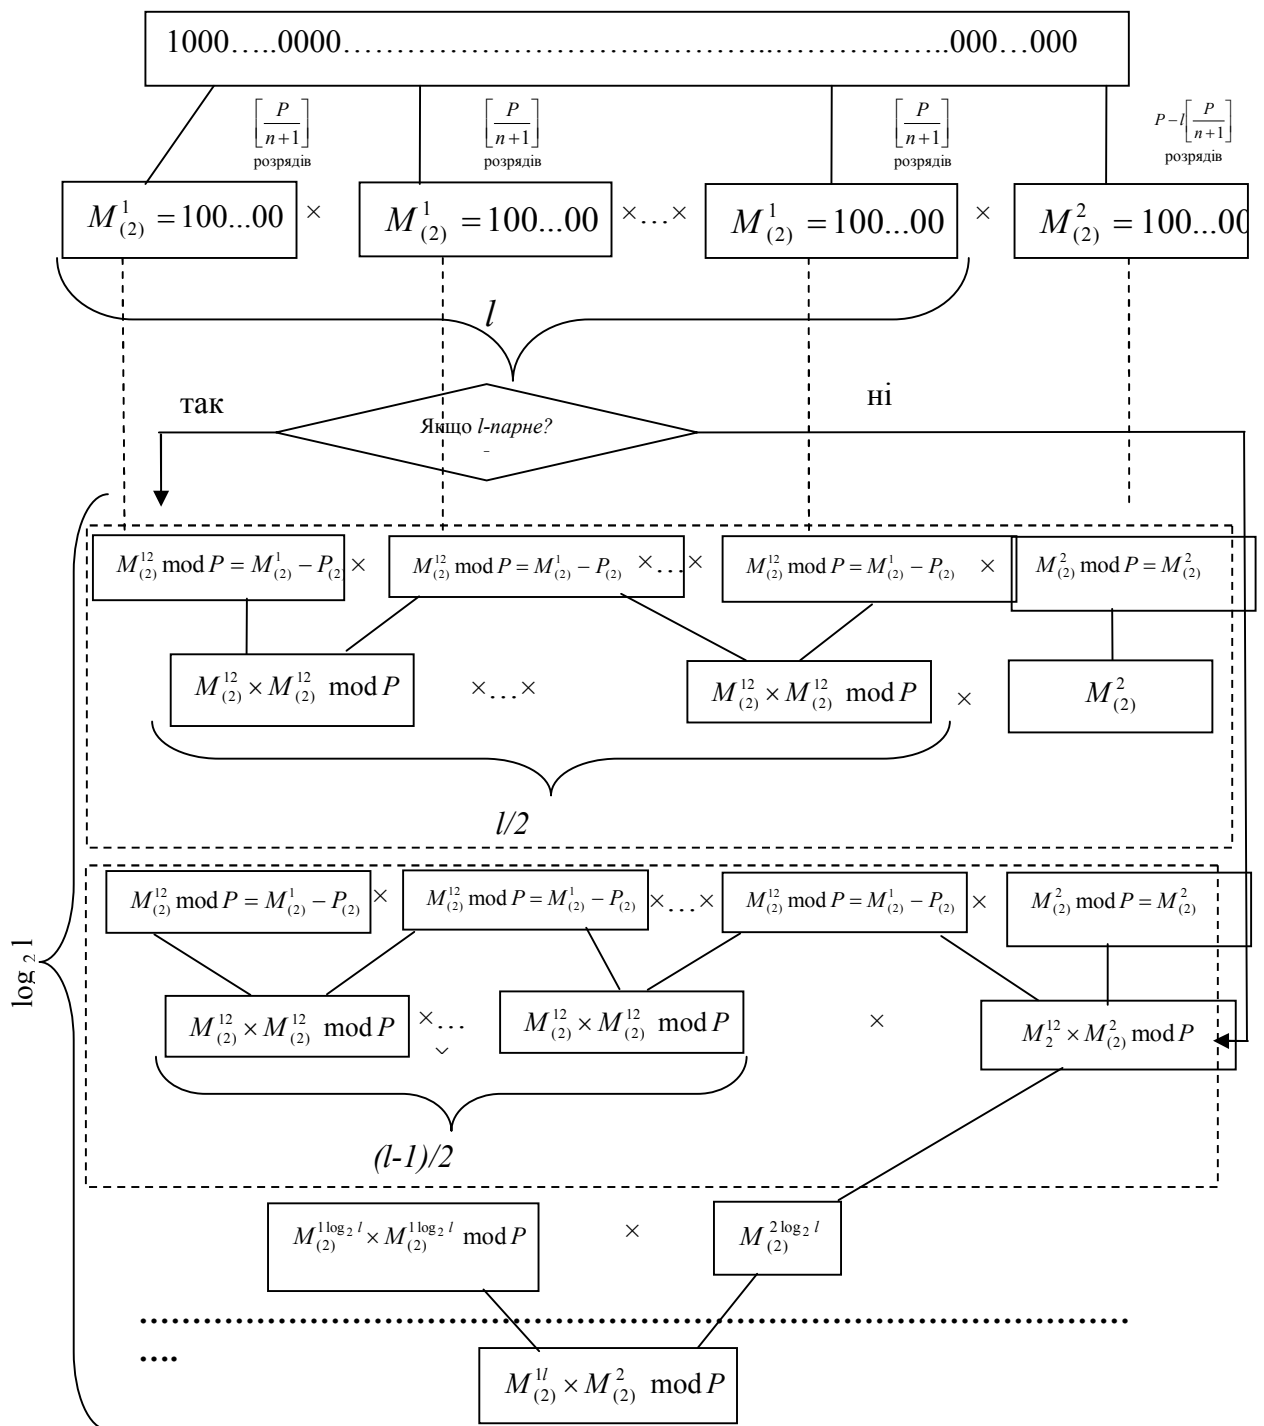 1000…..0000……………………………………………..……………..000…000
[P/(n+1)] розрядів
[P/(n+1)] розрядів
[P/(n+1)] розрядів
P − l[P/(n+1)] розрядів
M¹₍₂₎ = 100...00 × M¹₍₂₎ = 100...00 ×…× M¹₍₂₎ = 100...00 × M²₍₂₎ = 100...00
l
так
ні
Якщо l-парне?
-
M¹²₍₂₎ mod P = M¹₍₂₎ − P₍₂₎ × M¹²₍₂₎ mod P = M¹₍₂₎ − P₍₂₎ ×…× M¹²₍₂₎ mod P = M¹₍₂₎ − P₍₂₎ × M²₍₂₎ mod P = M²₍₂₎
M¹²₍₂₎ × M¹²₍₂₎ mod P ×…× M¹²₍₂₎ × M¹²₍₂₎ mod P × M²₍₂₎
l/2
M¹²₍₂₎ mod P = M¹₍₂₎ − P₍₂₎ × M¹²₍₂₎ mod P = M¹₍₂₎ − P₍₂₎ ×…× M¹²₍₂₎ mod P = M¹₍₂₎ − P₍₂₎ × M²₍₂₎ mod P = M²₍₂₎
log ₂ l
M¹²₍₂₎ × M¹²₍₂₎ mod P ×… M¹²₍₂₎ × M¹²₍₂₎ mod P × M¹²₂ × M²₍₂₎ mod P
(l-1)/2
M₍₂₎^(1log₂ l) × M₍₂₎^(1log₂ l) mod P × M₍₂₎^(2log₂ l)
M¹ˡ₍₂₎ × M²₍₂₎ mod P